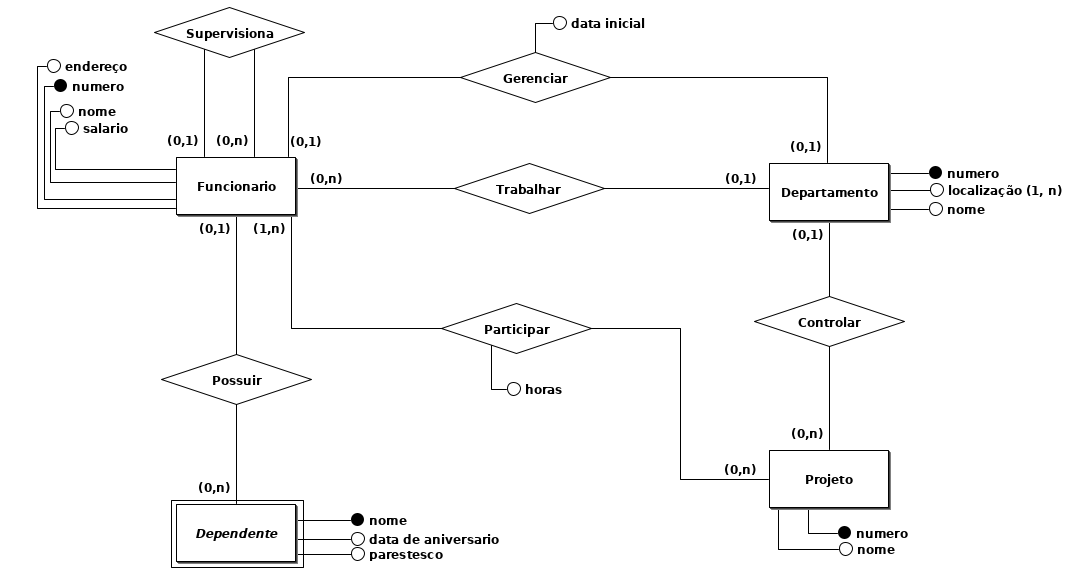 data inicial
Supervisiona
endereço
Gerenciar
numero
nome
salario
(0,1)
(0,n)
(0,1)
(0,1)
Funcionario
(0,n)
Trabalhar
(0,1)
Departamento
numero
localização (1, n)
nome
(0,1)
(1,n)
(0,1)
Participar
Controlar
Possuir
horas
(0,n)
(0,n)
(0,n)
Projeto
Dependente
nome
data de aniversario
parestesco
numero
nome